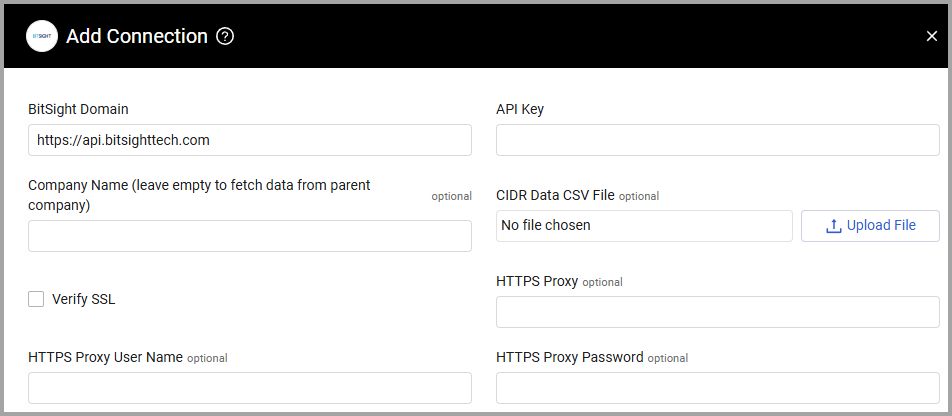 BITSIGHT
Add Connection
BitSight Domain
https://api.bitsighttech.com
API Key
Company Name (leave empty to fetch data from parent
company)
optional
CIDR Data CSV File optional
No file chosen
Upload File
Verify SSL
HTTPS Proxy optional
HTTPS Proxy User Name optional
HTTPS Proxy Password optional